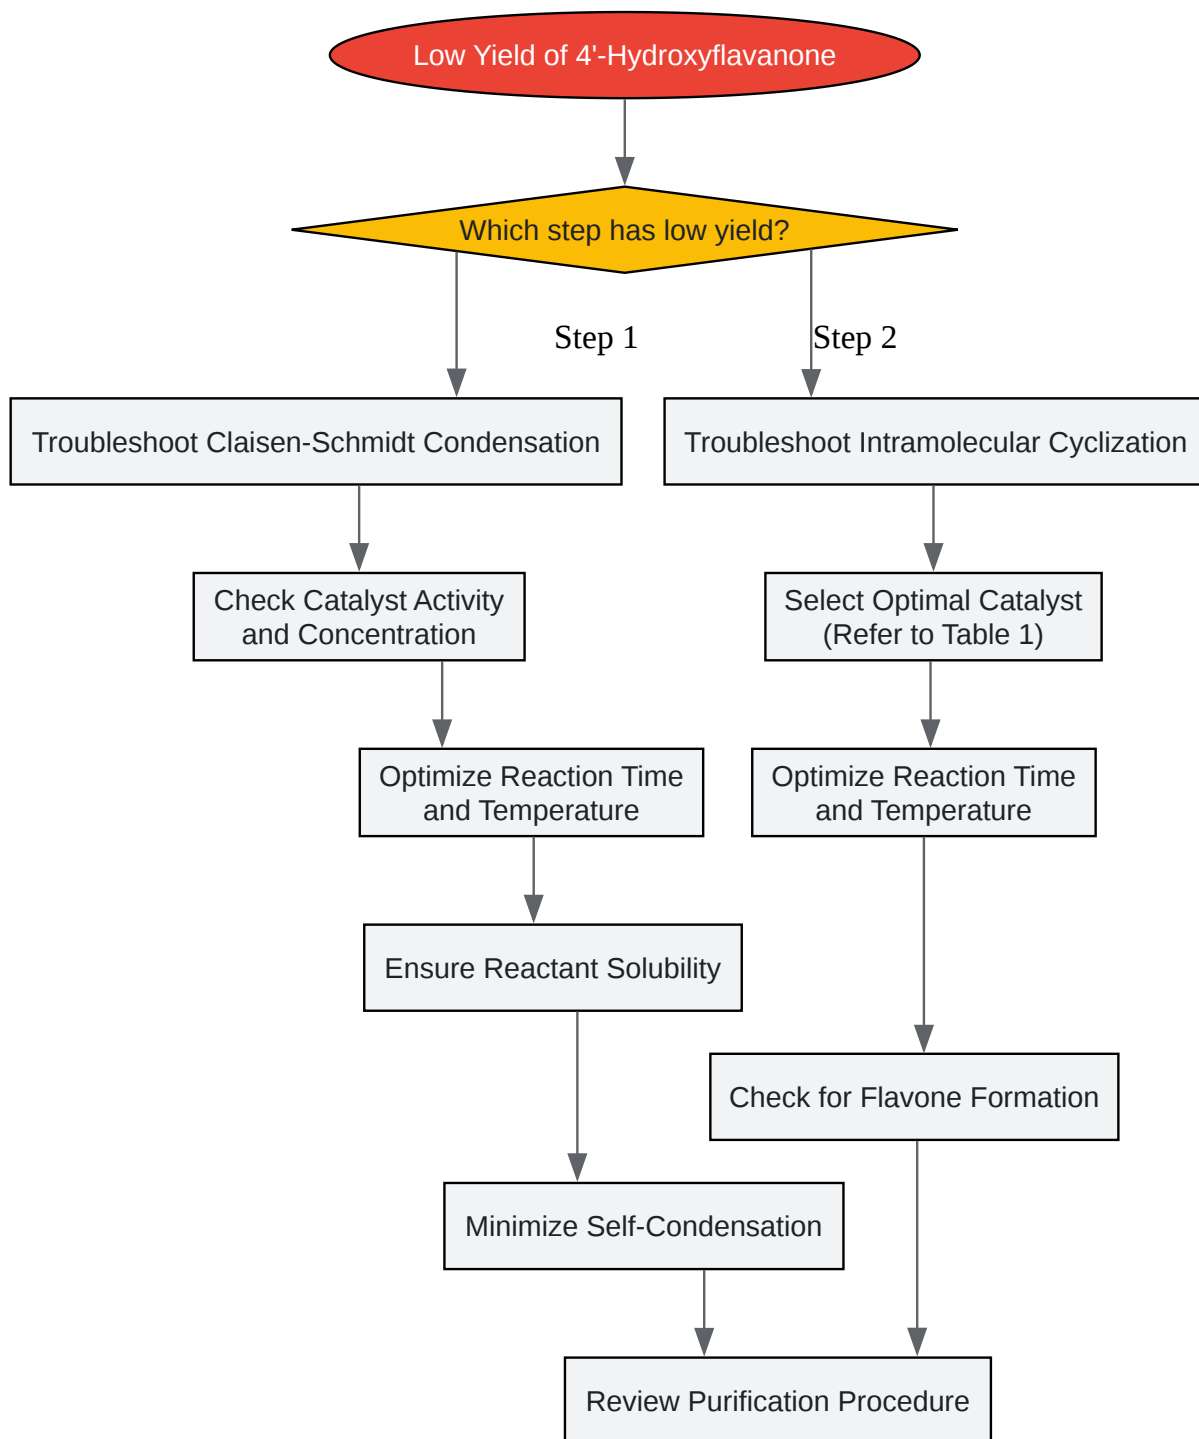 Low Yield of 4'-Hydroxyflavanone
Which step has low yield?
Step 1
Step 2
Troubleshoot Claisen-Schmidt Condensation
Troubleshoot Intramolecular Cyclization
Check Catalyst Activity
and Concentration
Select Optimal Catalyst
(Refer to Table 1)
Optimize Reaction Time
and Temperature
Optimize Reaction Time
and Temperature
Ensure Reactant Solubility
Check for Flavone Formation
Minimize Self-Condensation
Review Purification Procedure